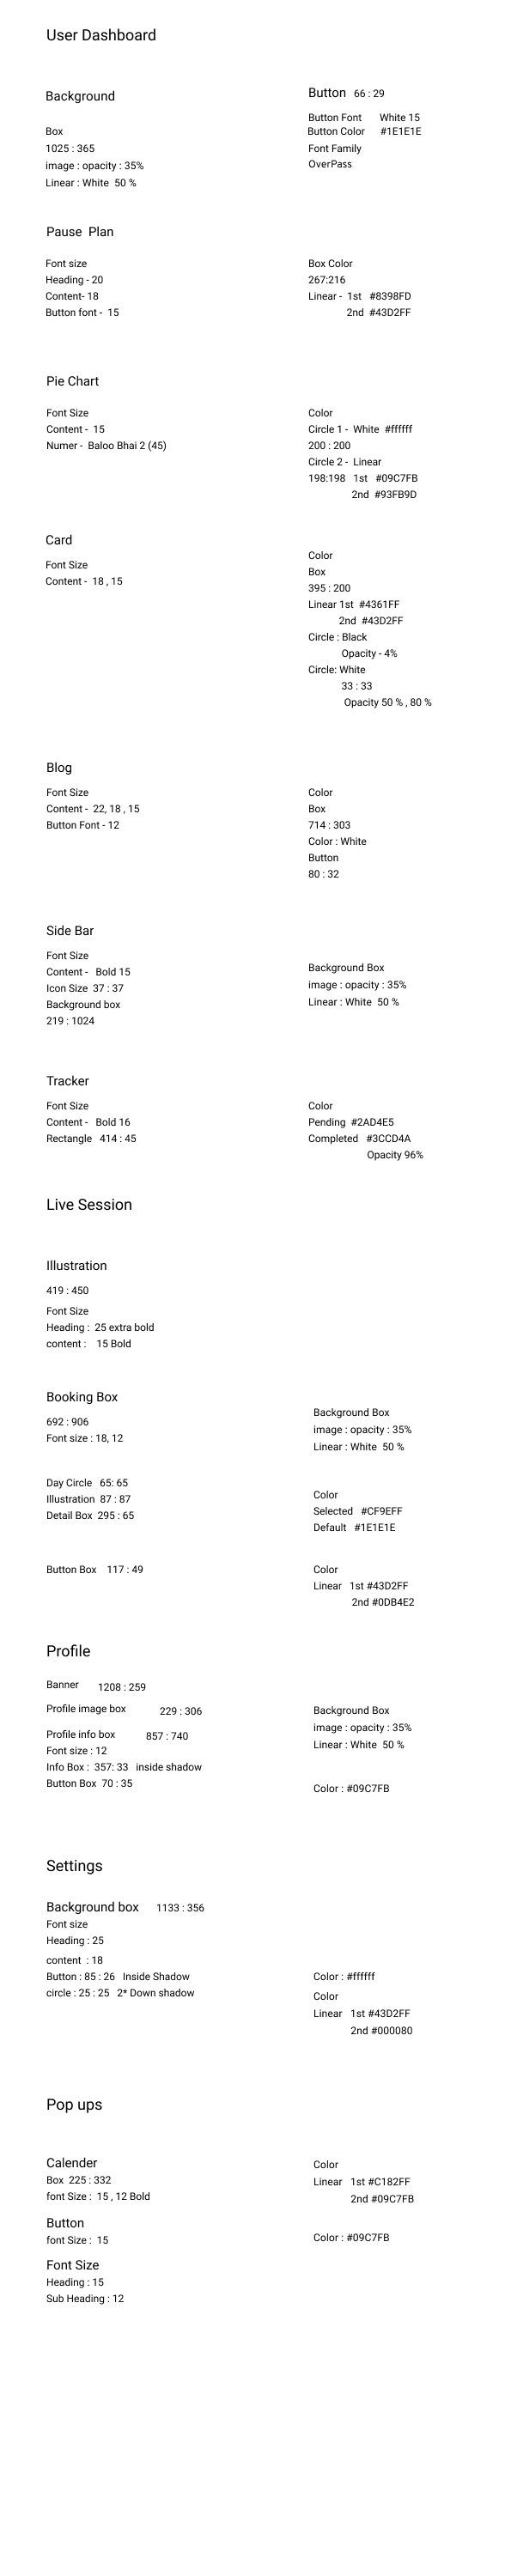 User Dashboard
Background
Box
1025 : 365
image : opacity : 35%
Linear : White 50 %
Button 66 : 29
Button Font White 15
Button Color #1E1E1E
Font Family
OverPass
Pause Plan
Font size
Heading - 20
Content- 18
Button font - 15
Box Color
267:216
Linear - 1st #8398FD
2nd #43D2FF
Pie Chart
Font Size
Content - 15
Numer - Baloo Bhai 2 (45)
Color
Circle 1 - White #ffffff
200 : 200
Circle 2 - Linear
198:198 1st #09C7FB
2nd #93FB9D
Card
Font Size
Content - 18 , 15
Color
Box
395 : 200
Linear 1st #4361FF
2nd #43D2FF
Circle : Black
Opacity - 4%
Circle: White
33 : 33
Opacity 50 % , 80 %
Blog
Font Size
Content - 22, 18 , 15
Button Font - 12
Color
Box
714 : 303
Color : White
Button
80 : 32
Side Bar
Font Size
Content - Bold 15
Icon Size 37 : 37
Background box
219 : 1024
Background Box
image : opacity : 35%
Linear : White 50 %
Tracker
Font Size
Content - Bold 16
Rectangle 414 : 45
Color
Pending #2AD4E5
Completed #3CCD4A
Opacity 96%
Live Session
Illustration
419 : 450
Font Size
Heading : 25 extra bold
content : 15 Bold
Booking Box
692 : 906
Font size : 18, 12
Background Box
image : opacity : 35%
Linear : White 50 %
Day Circle 65: 65
Illustration 87 : 87
Detail Box 295 : 65
Color
Selected #CF9EFF
Default #1E1E1E
Button Box 117 : 49
Color
Linear 1st #43D2FF
2nd #0DB4E2
Profile
Banner 1208 : 259
Profile image box 229 : 306
Profile info box 857 : 740
Font size : 12
Info Box : 357: 33 inside shadow
Button Box 70 : 35
Background Box
image : opacity : 35%
Linear : White 50 %
Color : #09C7FB
Settings
Background box 1133 : 356
Font size
Heading : 25
content : 18
Button : 85 : 26 Inside Shadow
circle : 25 : 25 2* Down shadow
Color : #ffffff
Color
Linear 1st #43D2FF
2nd #000080
Pop ups
Calender
Box 225 : 332
font Size : 15 , 12 Bold
Color
Linear 1st #C182FF
2nd #09C7FB
Button
font Size : 15
Color : #09C7FB
Font Size
Heading : 15
Sub Heading : 12